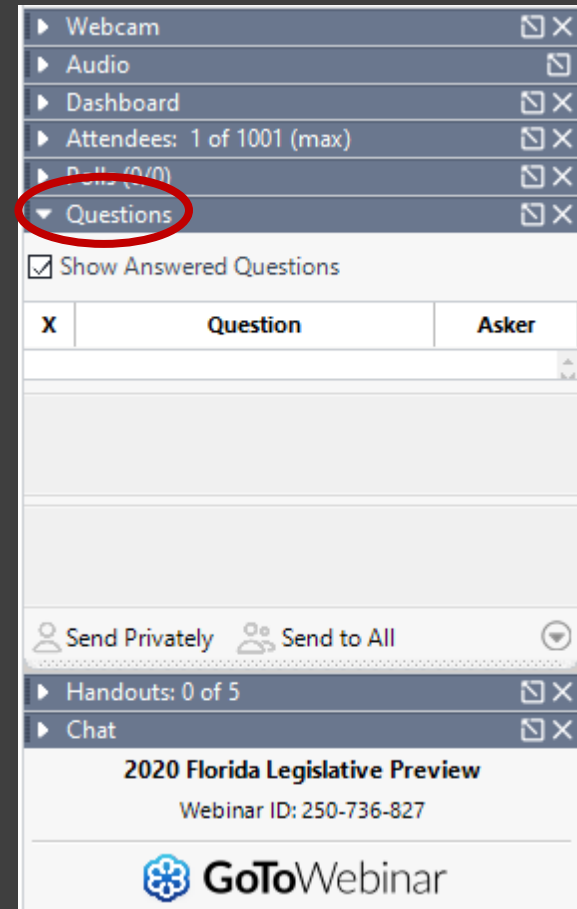 Webcam
Audio
Dashboard
Attendees: 1 of 1001 (max)
Polls (0/0)
Questions
Show Answered Questions
X Question Asker
Send Privately Send to All
Handouts: 0 of 5
Chat
2020 Florida Legislative Preview
Webinar ID: 250-736-827
GoToWebinar